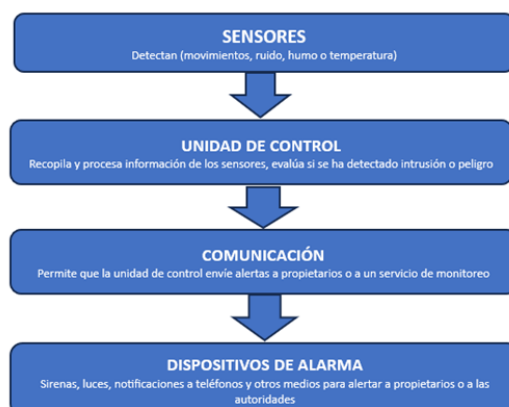 SENSORES
Detectan (movimientos, ruido, humo o temperatura)
UNIDAD DE CONTROL
Recopila y procesa información de los sensores, evalúa si se ha detectado intrusión o peligro
COMUNICACIÓN
Permite que la unidad de control envíe alertas a propietarios o a un servicio de monitoreo
DISPOSITIVOS DE ALARMA
Sirenas, luces, notificaciones a teléfonos y otros medios para alertar a propietarios o a las
autoridades